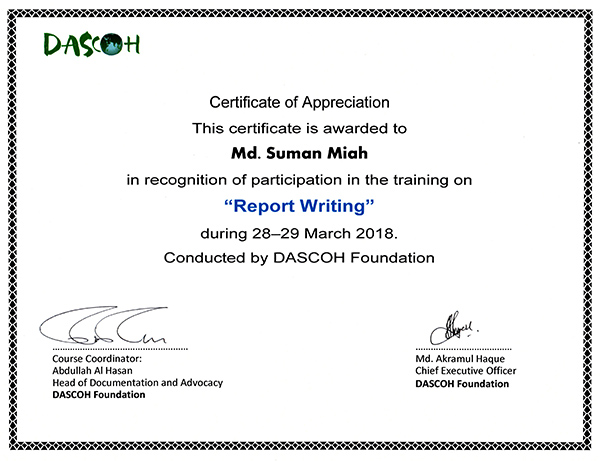 DASCOH
Certificate of Appreciation
This certificate is awarded to
Md. Suman Miah
in recognition of participation in the training on
“Report Writing”
during 28–29 March 2018.
Conducted by DASCOH Foundation
Course Coordinator:
Abdullah Al Hasan
Head of Documentation and Advocacy
DASCOH Foundation
Md. Akramul Haque
Chief Executive Officer
DASCOH Foundation